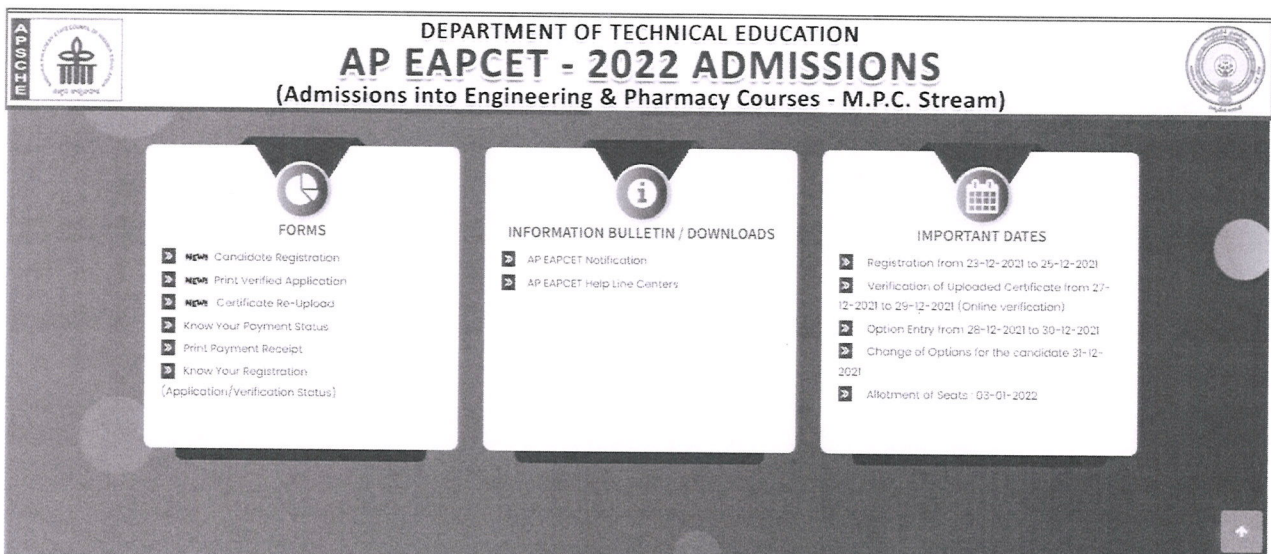 APSCHE
DEPARTMENT OF TECHNICAL EDUCATION
AP EAPCET - 2022 ADMISSIONS
(Admissions into Engineering & Pharmacy Courses - M.P.C. Stream)
FORMS
NEW! Candidate Registration
NEW! Print Verified Application
NEW! Certificate Re-Upload
Know Your Payment Status
Print Payment Receipt
Know Your Registration
(Application/Verification Status)
INFORMATION BULLETIN / DOWNLOADS
AP EAPCET Notification
AP EAPCET Help Line Centers
IMPORTANT DATES
Registration from 23-12-2021 to 25-12-2021
Verification of Uploaded Certificate from 27-
12-2021 to 29-12-2021 (Online verification)
Option Entry from 28-12-2021 to 30-12-2021
Change of Options for the candidate 31-12-
2021
Allotment of Seats : 03-01-2022